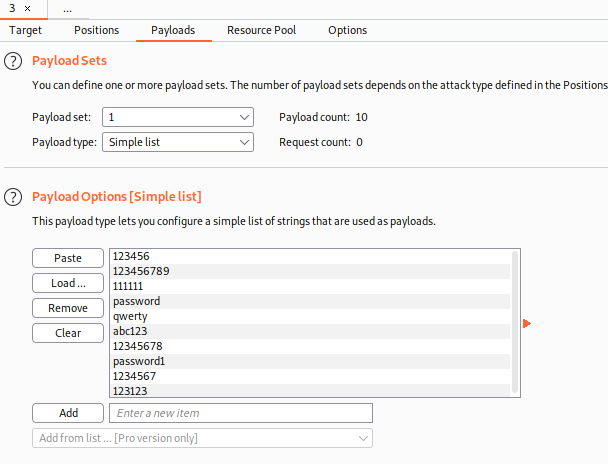 3 × ...
Target Positions Payloads Resource Pool Options
? Payload Sets
You can define one or more payload sets. The number of payload sets depends on the attack type defined in the Positions
Payload set: 1 Payload count: 10
Payload type: Simple list Request count: 0
? Payload Options [Simple list]
This payload type lets you configure a simple list of strings that are used as payloads.
Paste 123456
123456789
Load ... 111111
Remove password
qwerty
Clear abc123
12345678
password1
1234567
123123
Add Enter a new item
Add from list ... [Pro version only]